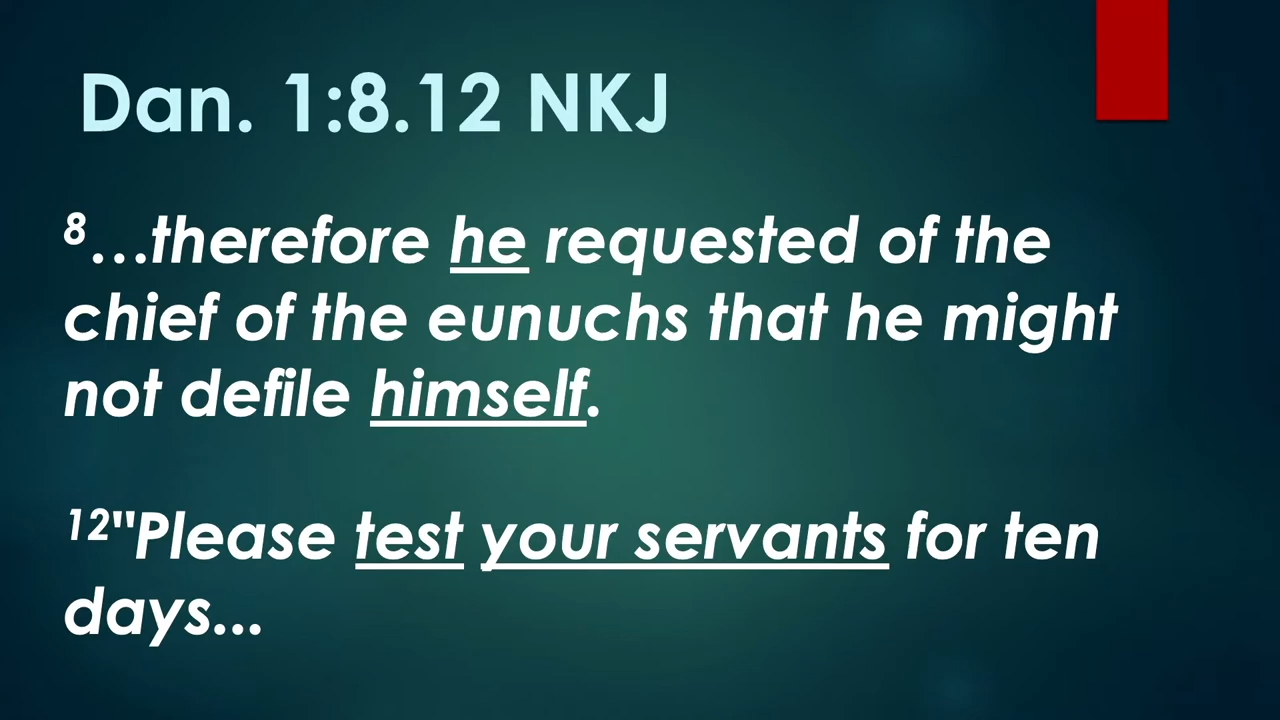 Dan. 1:8.12 NKJ
8…therefore he requested of the
chief of the eunuchs that he might
not defile himself.
12"Please test your servants for ten
days...